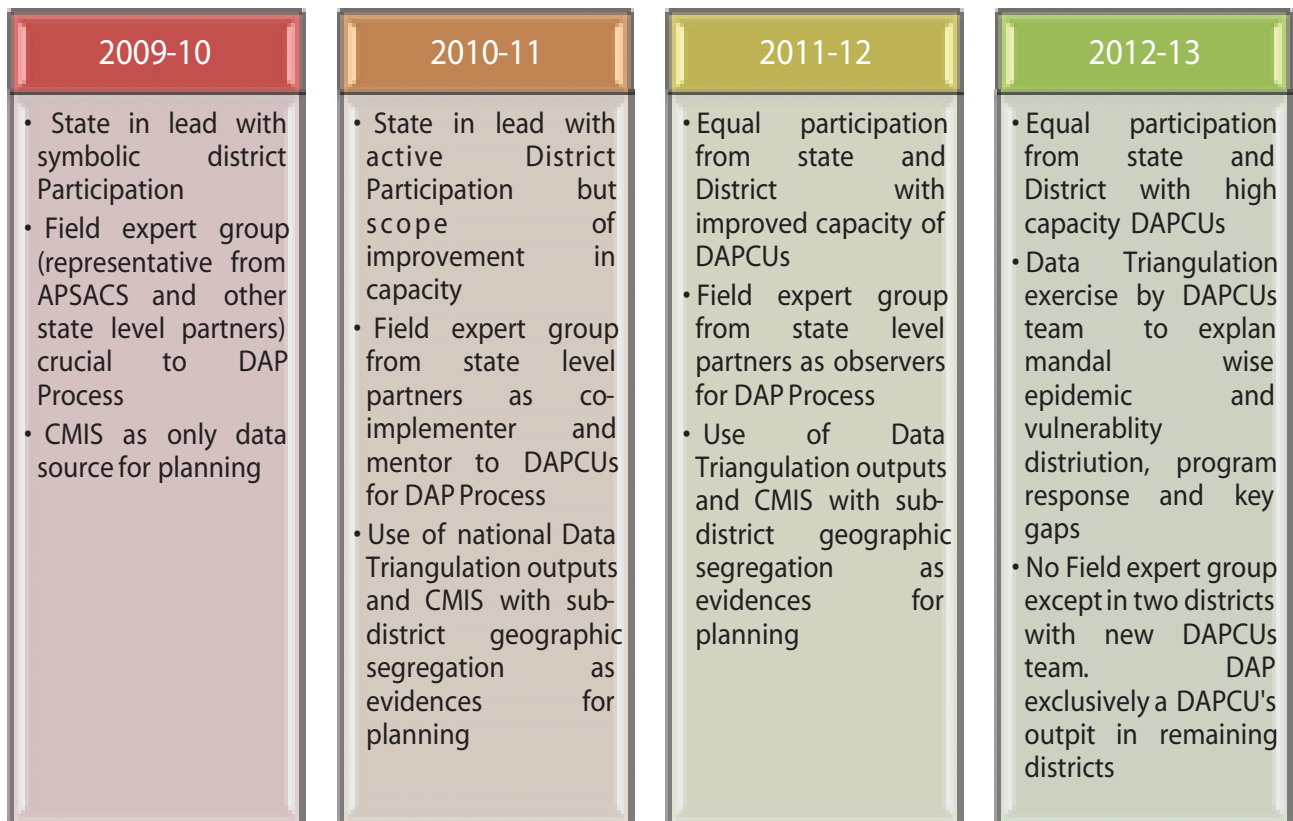 2009-10
• State in lead with
symbolic district
Participation
• Field expert group
(representative from
APSACS and other
state level partners)
crucial to DAP
Process
• CMIS as only data
source for planning
2010-11
• State in lead with
active District
Participation but
scope of
improvement in
capacity
• Field expert group
from state level
partners as co-
implementer and
mentor to DAPCUs
for DAP Process
• Use of national Data
Triangulation outputs
and CMIS with sub-
district geographic
segregation as
evidences for
planning
2011-12
• Equal participation
from state and
District with
improved capacity of
DAPCUs
• Field expert group
from state level
partners as observers
for DAP Process
• Use of Data
Triangulation outputs
and CMIS with sub-
district geographic
segregation as
evidences for
planning
2012-13
• Equal participation
from state and
District with high
capacity DAPCUs
• Data Triangulation
exercise by DAPCUs
team to explan
mandal wise
epidemic and
vulnerablity
distriution, program
response and key
gaps
• No Field expert group
except in two districts
with new DAPCUs
team. DAP
exclusively a DAPCU's
outpit in remaining
districts